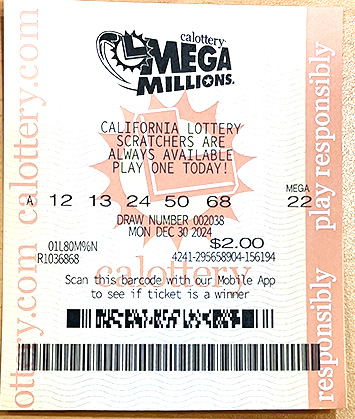 calottery
MEGA
MILLIONS
CALIFORNIA LOTTERY
SCRATCHERS ARE
ALWAYS AVAILABLE
PLAY ONE TODAY!
MEGA
A 12 13 24 50 68 22
DRAW NUMBER 002038
MON DEC 30 2024
01L80M%N $2.00
R1036868 4241-295658904-156194
calottery
Scan this barcode with our Mobile App
to see if ticket is a winner
ottery.com calottery.com
responsibly play responsibly